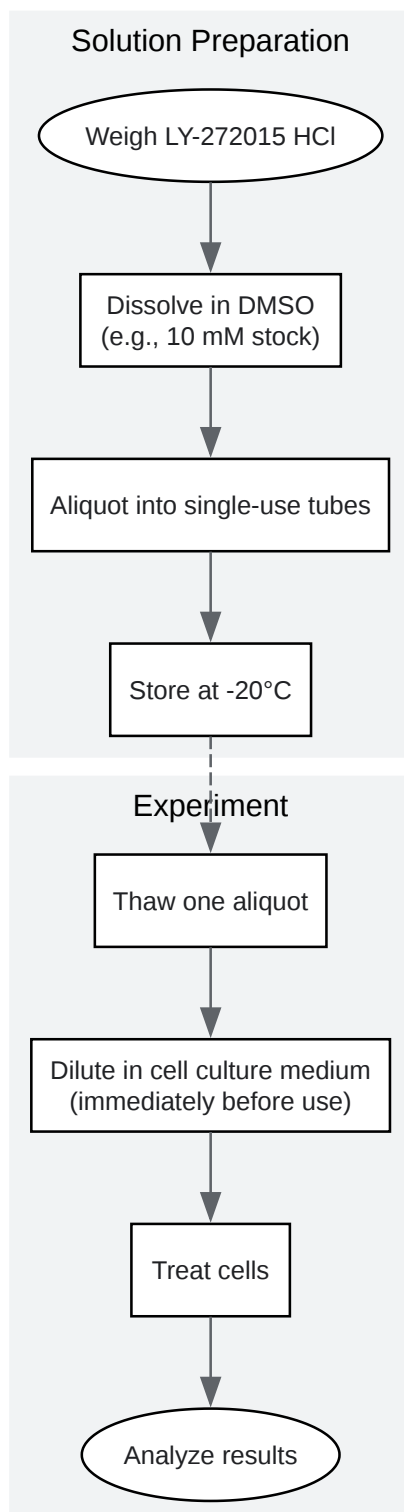 Solution Preparation
Weigh LY-272015 HCl
Dissolve in DMSO
(e.g., 10 mM stock)
Aliquot into single-use tubes
Store at -20°C
Experiment
Thaw one aliquot
Dilute in cell culture medium
(immediately before use)
Treat cells
Analyze results